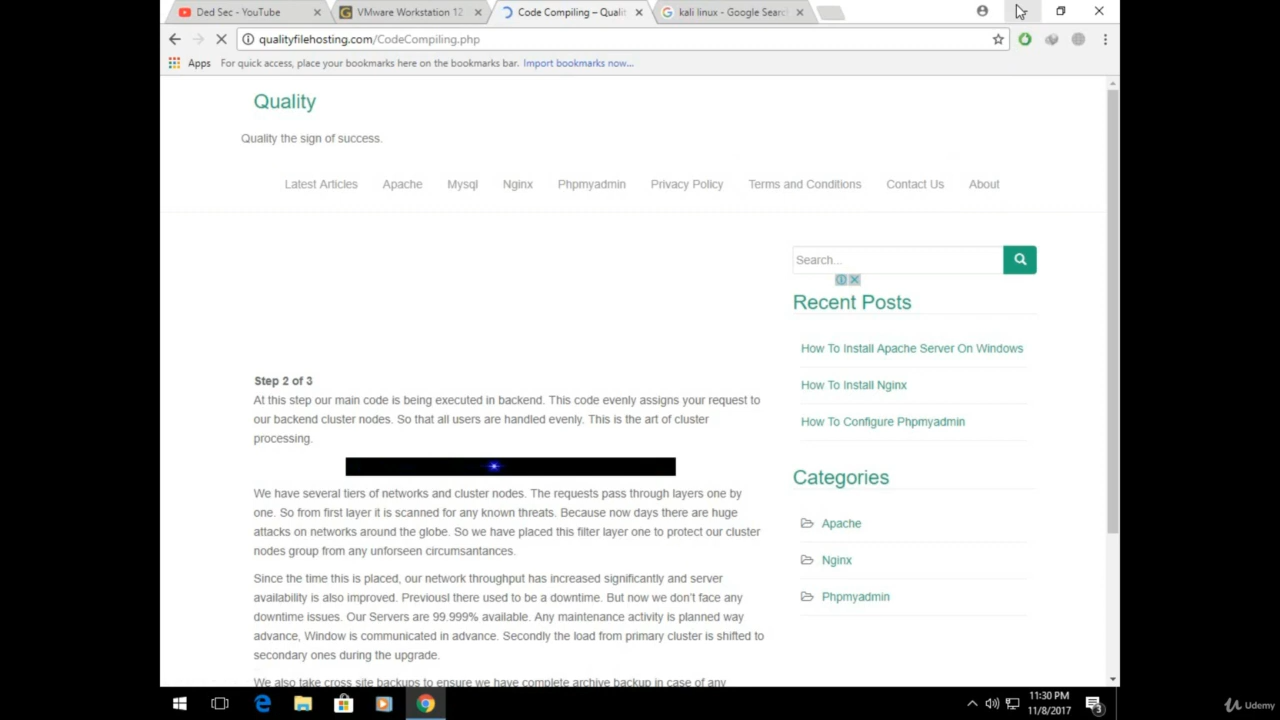 Ded Sec - YouTube
VMware Workstation 12
Code Compiling – Qualit
kali linux - Google Searc
qualityfilehosting.com/CodeCompiling.php
Apps
For quick access, place your bookmarks here on the bookmarks bar. Import bookmarks now...
Quality
Quality the sign of success.
Latest Articles Apache Mysql Nginx Phpmyadmin Privacy Policy Terms and Conditions Contact Us About
Search...
Recent Posts
How To Install Apache Server On Windows
How To Install Nginx
How To Configure Phpmyadmin
Categories
Apache
Nginx
Phpmyadmin
Step 2 of 3
At this step our main code is being executed in backend. This code evenly assigns your request to
our backend cluster nodes. So that all users are handled evenly. This is the art of cluster
processing.
We have several tiers of networks and cluster nodes. The requests pass through layers one by
one. So from first layer it is scanned for any known threats. Because now days there are huge
attacks on networks around the globe. So we have placed this filter layer one to protect our cluster
nodes group from any unforseen circumsantances.
Since the time this is placed, our network throughput has increased significantly and server
availability is also improved. Previousl there used to be a downtime. But now we don't face any
downtime issues. Our Servers are 99.999% available. Any maintenance activity is planned way
advance, Window is communicated in advance. Secondly the load from primary cluster is shifted to
secondary ones during the upgrade.
We also take cross site backups to ensure we have complete archive backup in case of any
11:30 PM
11/8/2017
3
Udemy